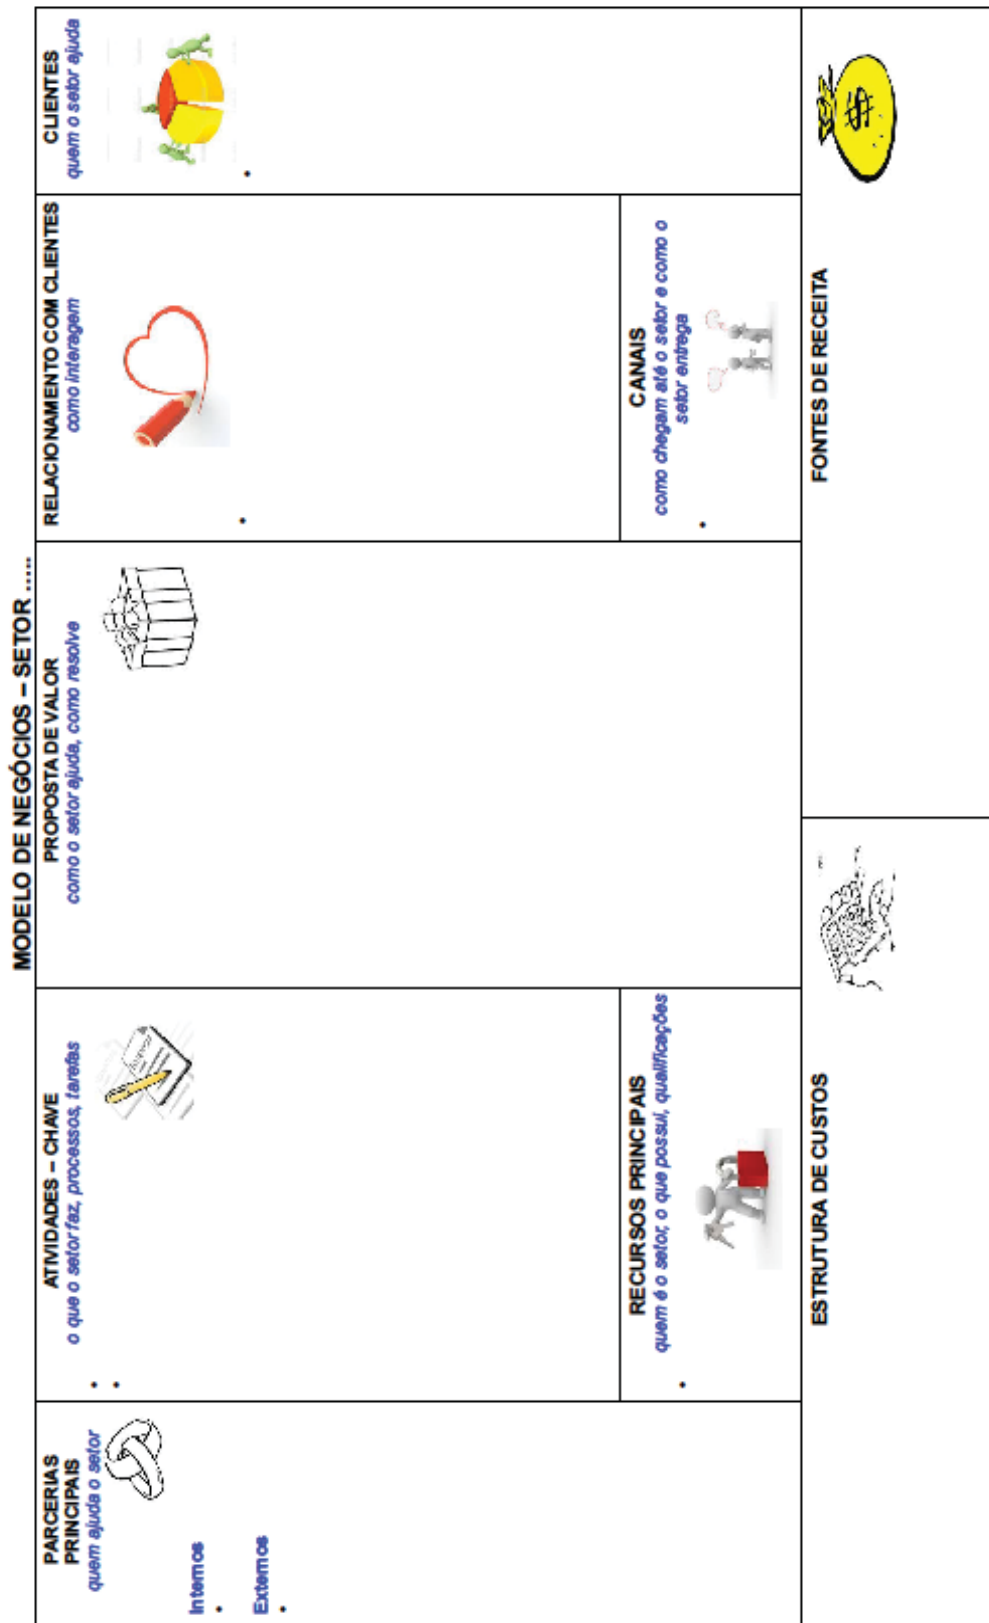 MODELO DE NEGÓCIOS – SETOR .....
PARCERIAS
PRINCIPAIS
quem ajuda o setor
Internos
•
Externos
•
ATIVIDADES – CHAVE
o que o setor faz, processos, tarefas
•
•
RECURSOS PRINCIPAIS
quem é o setor, o que possui, qualificações
•
PROPOSTA DE VALOR
como o setor ajuda, como resolve
RELACIONAMENTO COM CLIENTES
como interagem
•
CANAIS
como chegam até o setor e como o
setor entrega
•
CLIENTES
quem o setor ajuda
•
ESTRUTURA DE CUSTOS
FONTES DE RECEITA
$